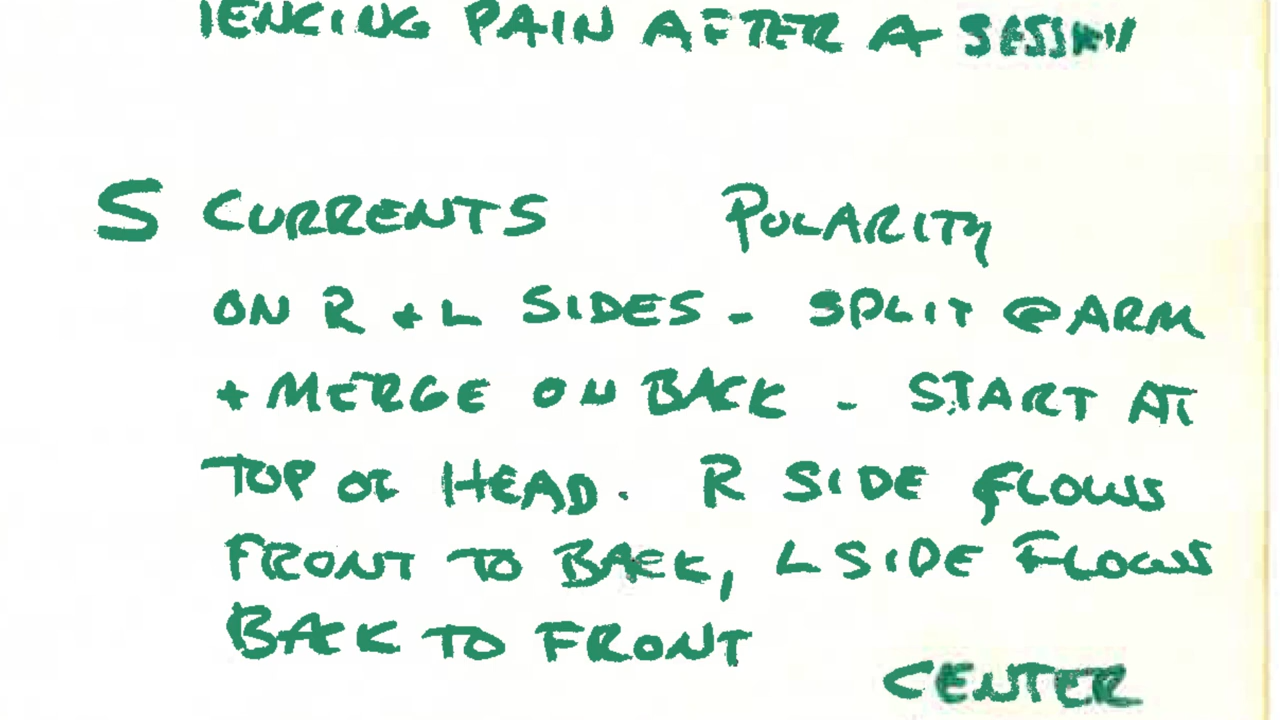 IENCING PAIN AFTER A SESSION
S CURRENTS POLARITY
ON R + L SIDES - SPLIT @ ARM
+ MERGE ON BACK - START AT
TOP OF HEAD. R SIDE FLOWS
FRONT TO BACK, L SIDE FLOWS
BACK TO FRONT
CENTER